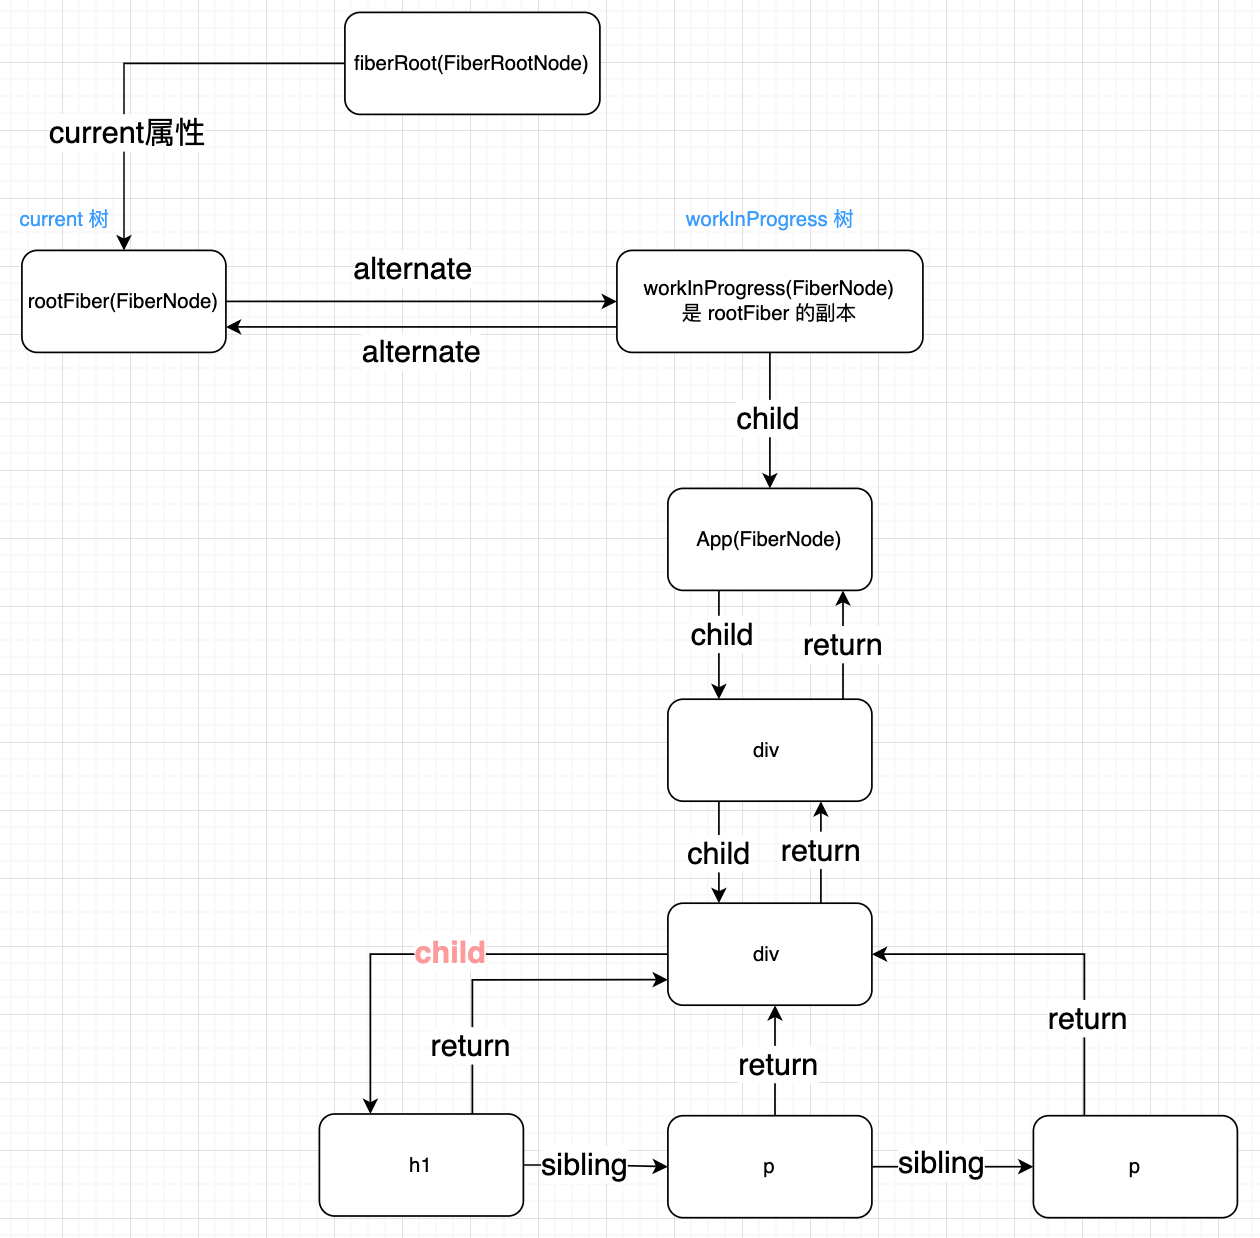 fiberRoot(FiberRootNode)
current属性
current 树
workInProgress 树
rootFiber(FiberNode)
alternate
alternate
workInProgress(FiberNode)
是 rootFiber 的副本
child
App(FiberNode)
child
return
div
child
return
div
child
return
return
return
h1
sibling
p
sibling
p